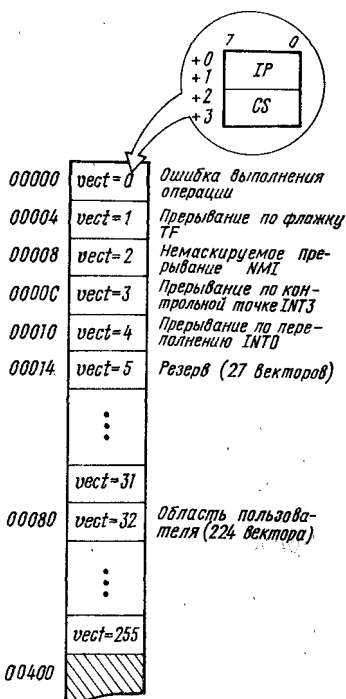 7 0
+0
+1
+2
+3
IP
CS
00000 vect=0 Ошибка выполнения
операции
00004 vect=1 Прерывание по флажку
TF
00008 vect=2 Немаскируемое пре-
рывание NMI
0000C vect=3 Прерывание по кон-
трольной точке INT3
00010 vect=4 Прерывание по пере-
полнению INTO
00014 vect=5 Резерв (27 векторов)
vect=31
00080 vect=32 Область пользова-
теля (224 вектора)
vect=255
00400